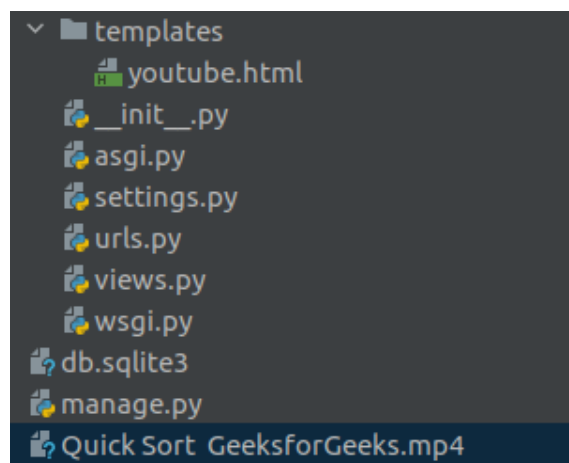 templates
youtube.html
__init__.py
asgi.py
settings.py
urls.py
views.py
wsgi.py
db.sqlite3
manage.py
Quick Sort  GeeksforGeeks.mp4